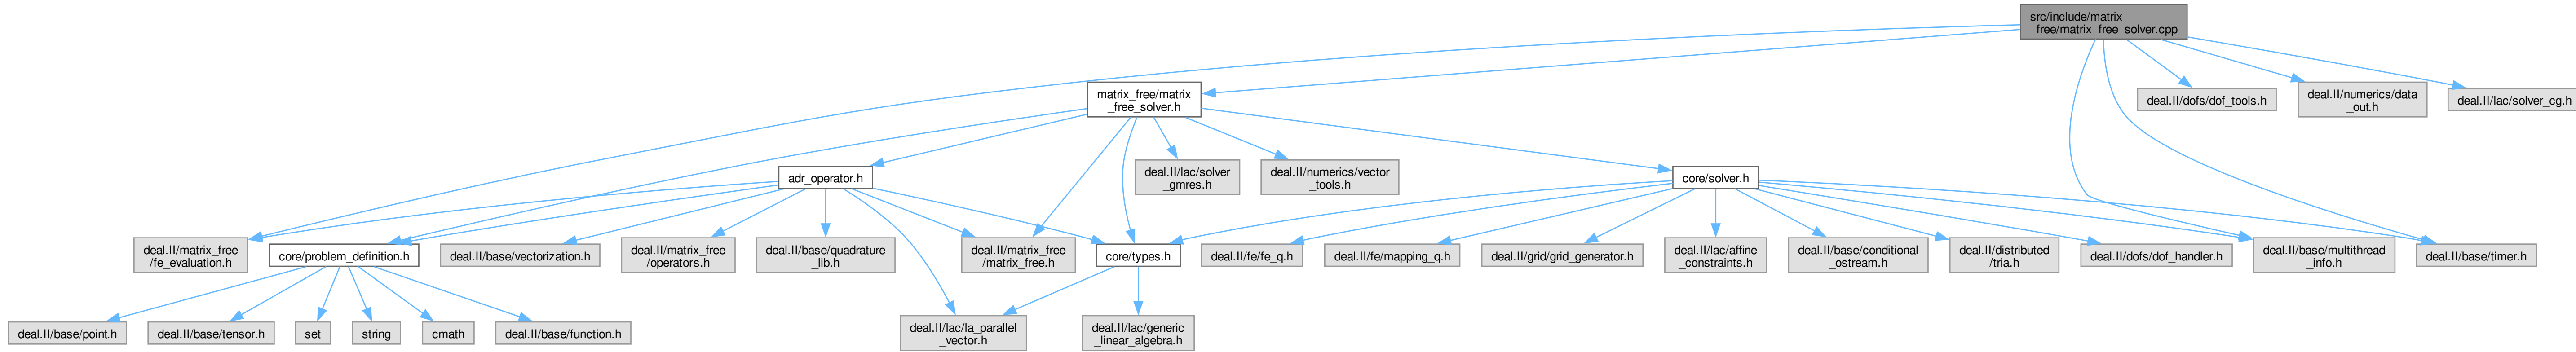 src/include/matrix
_free/matrix_free_solver.cpp
matrix_free/matrix
_free_solver.h
deal.II/dofs/dof_tools.h
deal.II/numerics/data
_out.h
deal.II/lac/solver_cg.h
adr_operator.h
deal.II/lac/solver
_gmres.h
deal.II/numerics/vector
_tools.h
core/solver.h
deal.II/matrix_free
/fe_evaluation.h
core/problem_definition.h
deal.II/base/vectorization.h
deal.II/matrix_free
/operators.h
deal.II/base/quadrature
_lib.h
deal.II/matrix_free
/matrix_free.h
core/types.h
deal.II/fe/fe_q.h
deal.II/fe/mapping_q.h
deal.II/grid/grid_generator.h
deal.II/lac/affine
_constraints.h
deal.II/base/conditional
_ostream.h
deal.II/distributed
/tria.h
deal.II/dofs/dof_handler.h
deal.II/base/multithread
_info.h
deal.II/base/timer.h
deal.II/base/point.h
deal.II/base/tensor.h
set
string
cmath
deal.II/base/function.h
deal.II/lac/la_parallel
_vector.h
deal.II/lac/generic
_linear_algebra.h